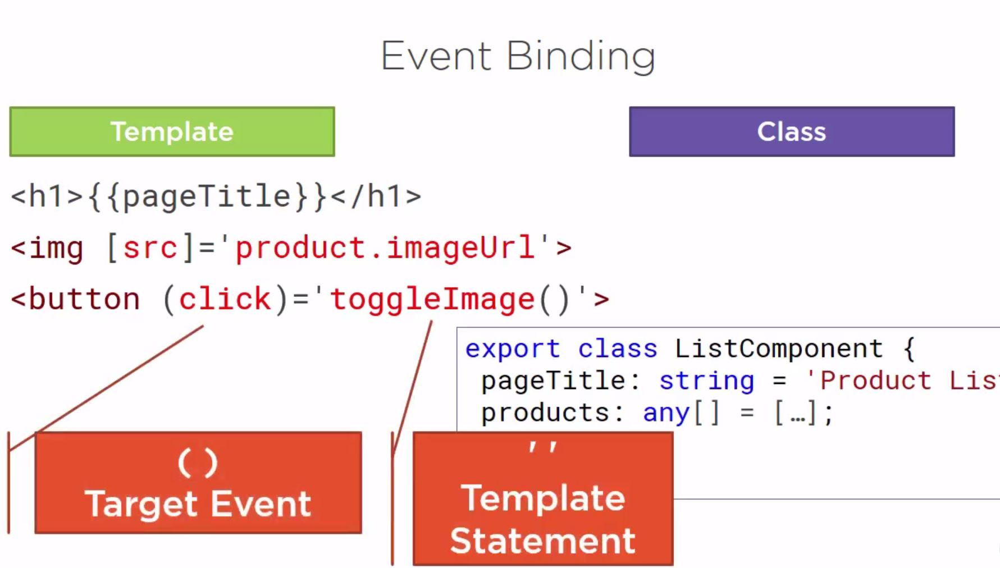 Event Binding
Template
Class
<h1>{{pageTitle}}</h1>
<img [src]='product.imageUrl'>
<button (click)='toggleImage()'>
export class ListComponent {
pageTitle: string = 'Product Lis
products: any[] = […];
()
Target Event
' '
Template
Statement